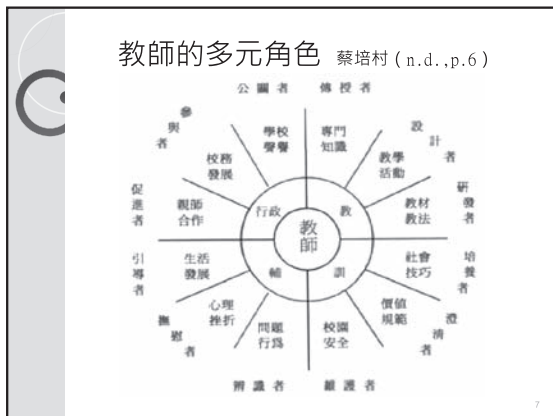 教師的多元角色 蔡培村(n.d.,p.6)
公關者
傳授者
參與者
設計者
促進者
研發者
引導者
培養者
撫慰者
澄清者
辨識者
維護者
學校
聲譽
專門
知識
校務
發展
教學
活動
親師
合作
教材
教法
生活
發展
社會
技巧
心理
挫折
價值
規範
問題
行為
校園
安全
行政
教
輔
訓
教
師
7